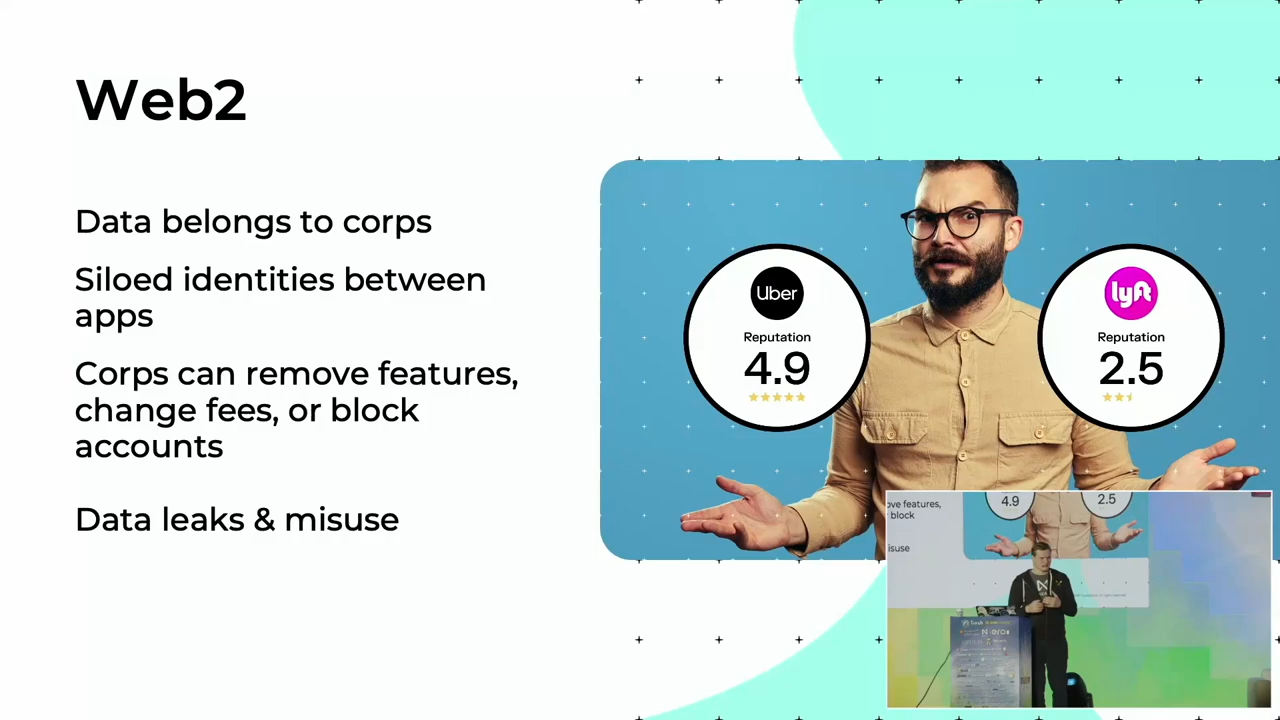 Web2
Data belongs to corps
Siloed identities between
apps
Corps can remove features,
change fees, or block
accounts
Data leaks & misuse
Uber
Reputation
4.9
lyft
Reputation
2.5
4.9
2.5
ove features,
r block
isuse